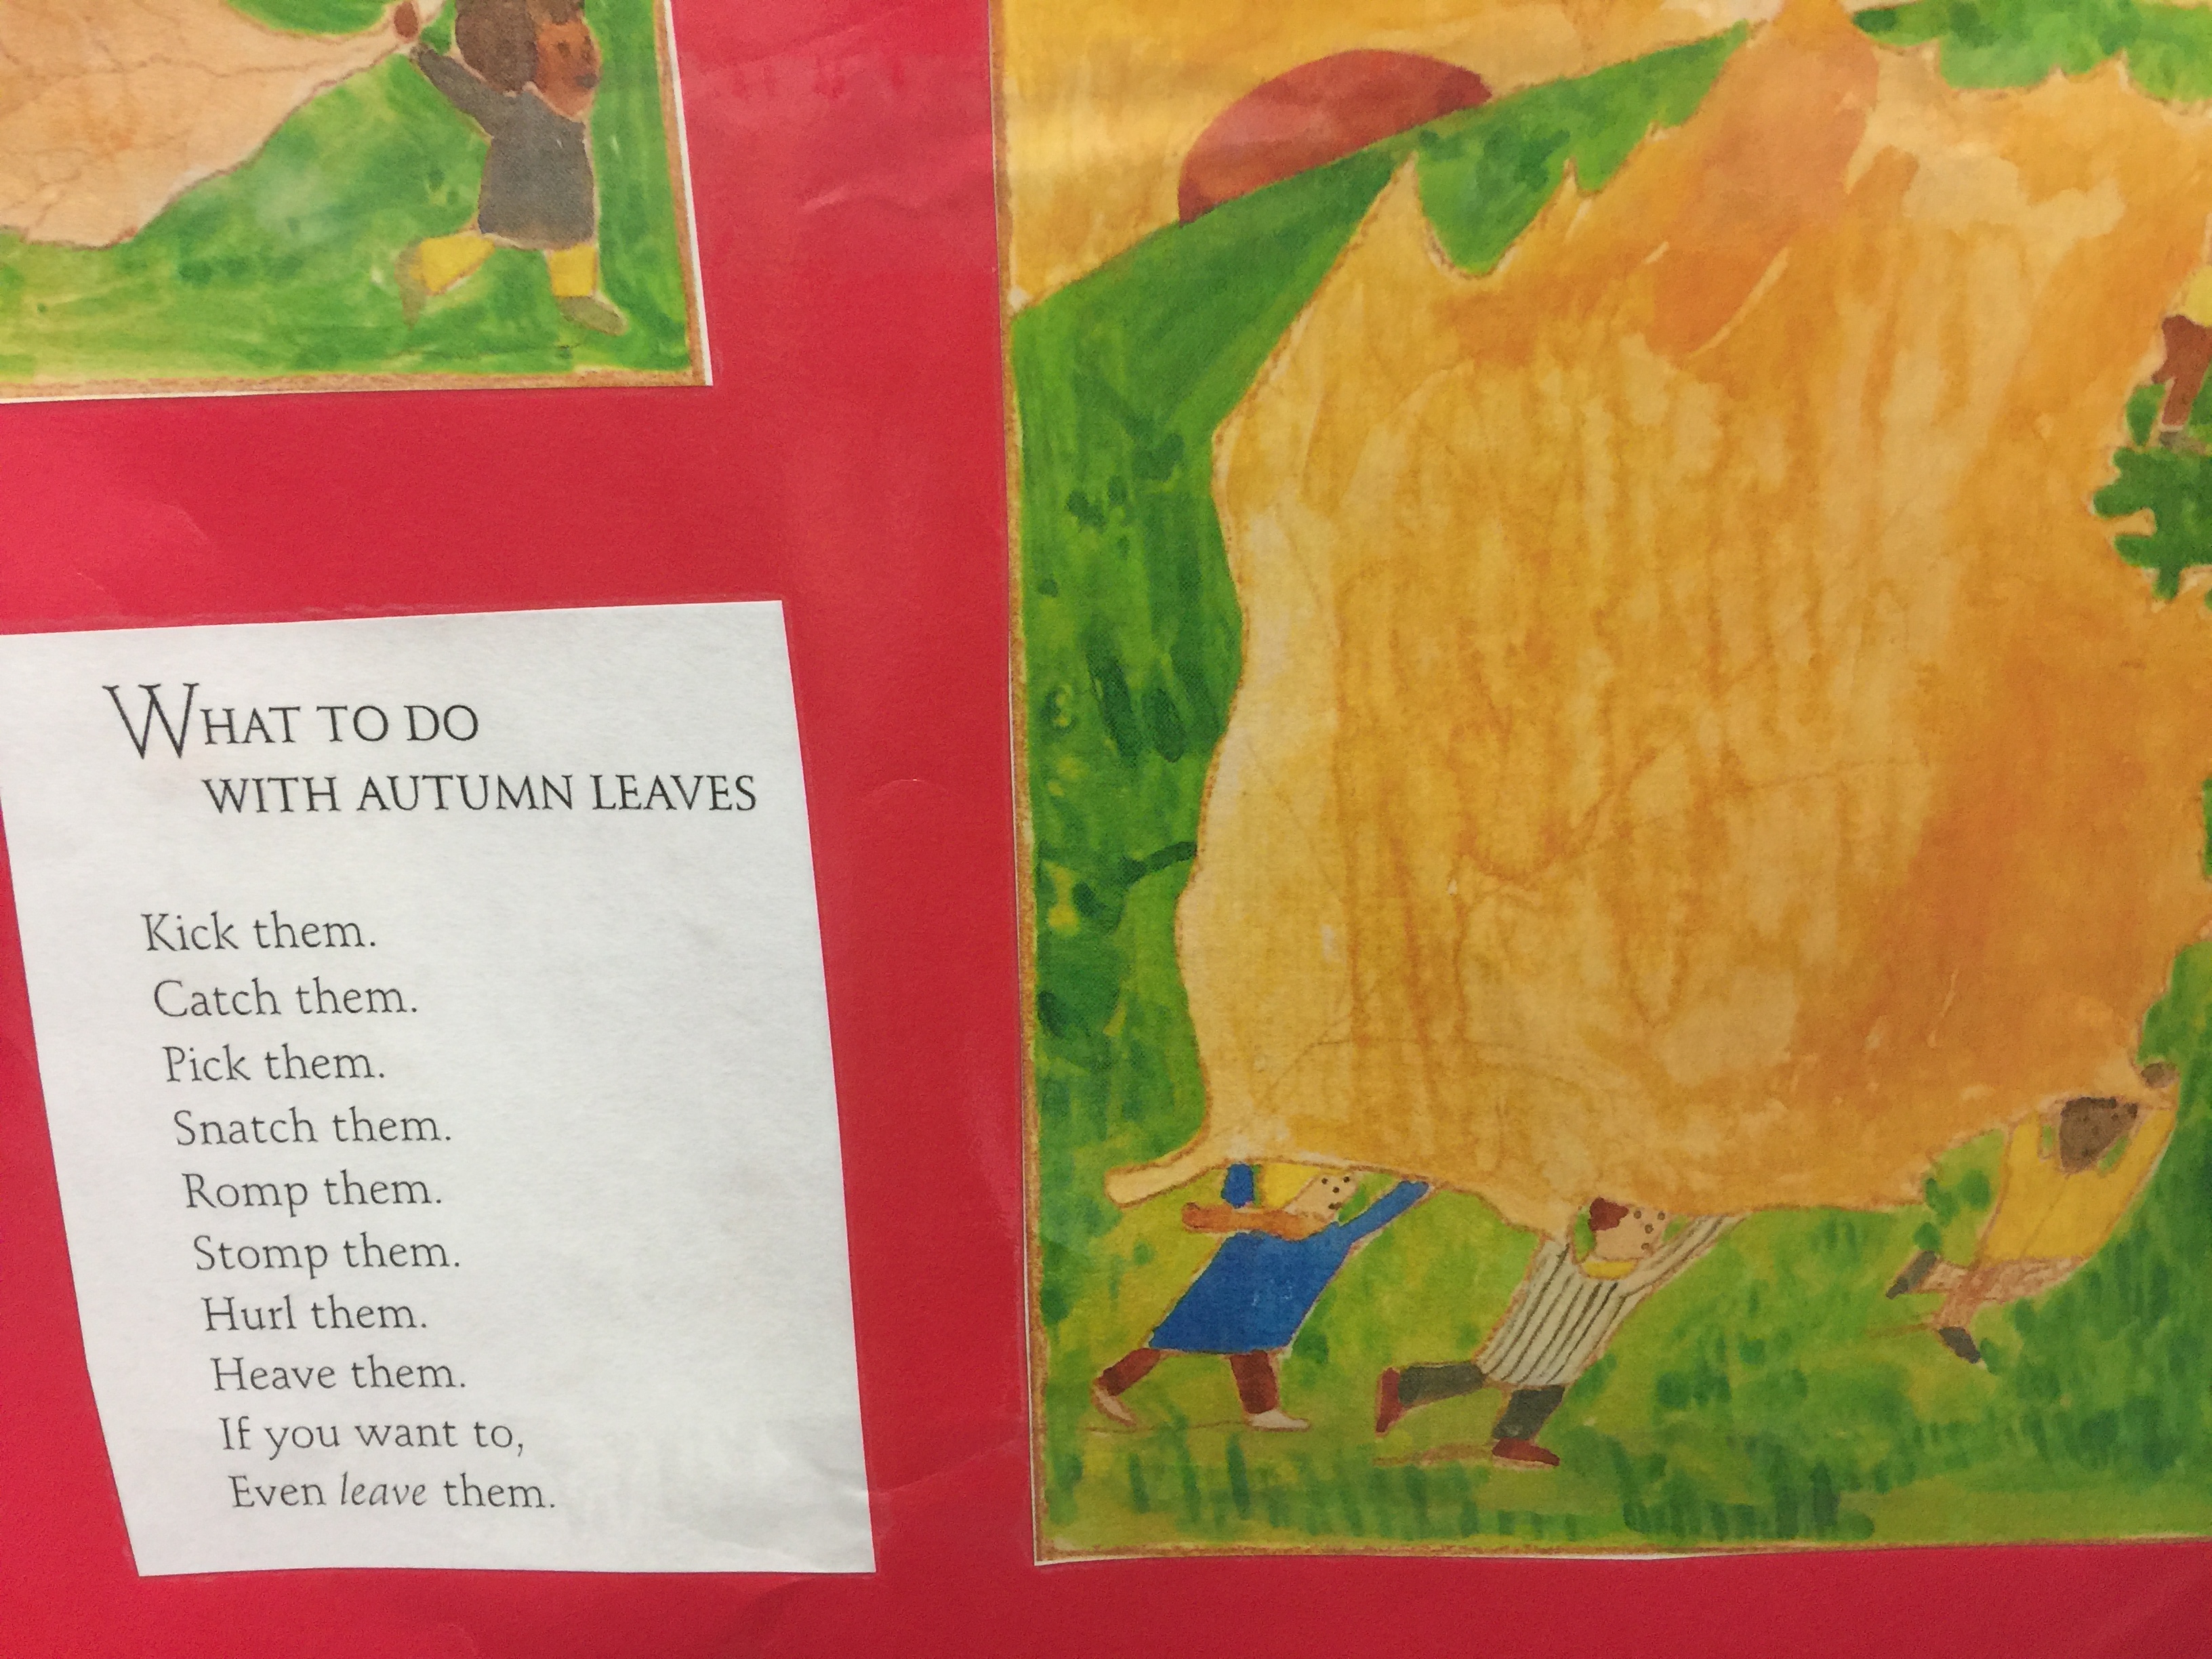 WHAT TO DO
WITH AUTUMN LEAVES
Kick them.
Catch them.
Pick them.
Snatch them.
Romp them.
Stomp them.
Hurl them.
Heave them.
If you want to,
Even leave them.